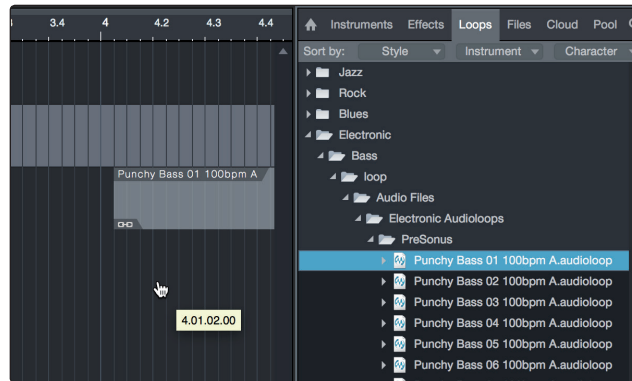 3.4 4 4.2 4.3 4.4
Punchy Bass 01 100bpm A
4.01.02.00
Instruments Effects Loops Files Cloud Pool
Sort by: Style Instrument Character
Jazz
Rock
Blues
Electronic
Bass
loop
Audio Files
Electronic Audioloops
PreSonus
Punchy Bass 01 100bpm A.audioloop
Punchy Bass 02 100bpm A.audioloop
Punchy Bass 03 100bpm A.audioloop
Punchy Bass 04 100bpm A.audioloop
Punchy Bass 05 100bpm A.audioloop
Punchy Bass 06 100bpm A.audioloop